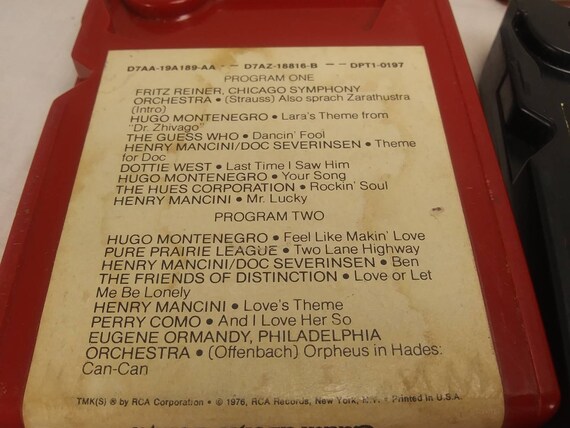 D7AA-19A189-AA -- D7AZ-18816-B -- DPT1-0197
PROGRAM ONE
FRITZ REINER, CHICAGO SYMPHONY
ORCHESTRA • (Strauss) Also sprach Zarathustra
(Intro)
HUGO MONTENEGRO • Lara's Theme from
"Dr. Zhivago"
THE GUESS WHO • Dancin' Fool
HENRY MANCINI/DOC SEVERINSEN • Theme
for Doc
DOTTIE WEST • Last Time I Saw Him
HUGO MONTENEGRO • Your Song
THE HUES CORPORATION • Rockin' Soul
HENRY MANCINI • Mr. Lucky
PROGRAM TWO
HUGO MONTENEGRO • Feel Like Makin' Love
PURE PRAIRIE LEAGUE • Two Lane Highway
HENRY MANCINI/DOC SEVERINSEN • Ben
THE FRIENDS OF DISTINCTION • Love or Let
Me Be Lonely
HENRY MANCINI • Love's Theme
PERRY COMO • And I Love Her So
EUGENE ORMANDY, PHILADELPHIA
ORCHESTRA • (Offenbach) Orpheus in Hades:
Can-Can
TMK(S) ® by RCA Corporation • © 1976, RCA Records, New York, N.Y. • Printed in U.S.A.